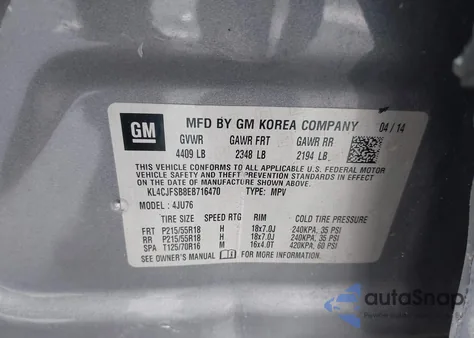 GM
MFD BY GM KOREA COMPANY 04/14
GVWR GAWR FRT GAWR RR
4409 LB 2348 LB 2194 LB
THIS VEHICLE CONFORMS TO ALL APPLICABLE U.S. FEDERAL MOTOR
VEHICLE SAFETY, BUMPER, AND THEFT PREVENTION STANDARDS
IN EFFECT ON THE DATE OF MANUFACTURE SHOWN ABOVE.
KL4CJFSB8EB716470 TYPE: MPV
MODEL : 4JU76
TIRE SIZE SPEED RTG RIM COLD TIRE PRESSURE
FRT P215/55R18 H 18x7.0J 240KPA, 35 PSI
RR P215/55R18 H 18x7.0J 240KPA, 35 PSI
SPA T125/70R16 M 16x4.0T 420KPA, 60 PSI
SEE OWNER'S MANUAL FOR ADDITIONAL INFORMATION
autoSnap